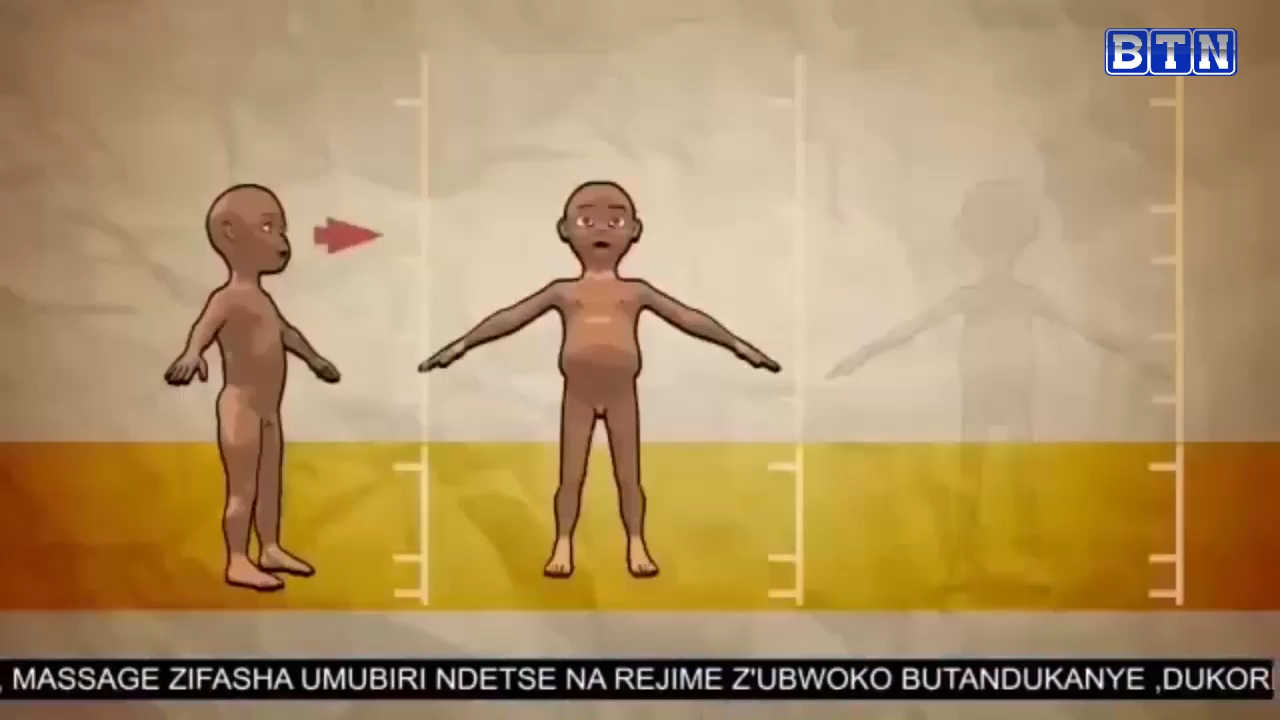 BTN
, MASSAGE ZIFASHA UMUBIRI NDETSE NA REJIME Z'UBWOKO BUTANDUKANYE ,DUKOR